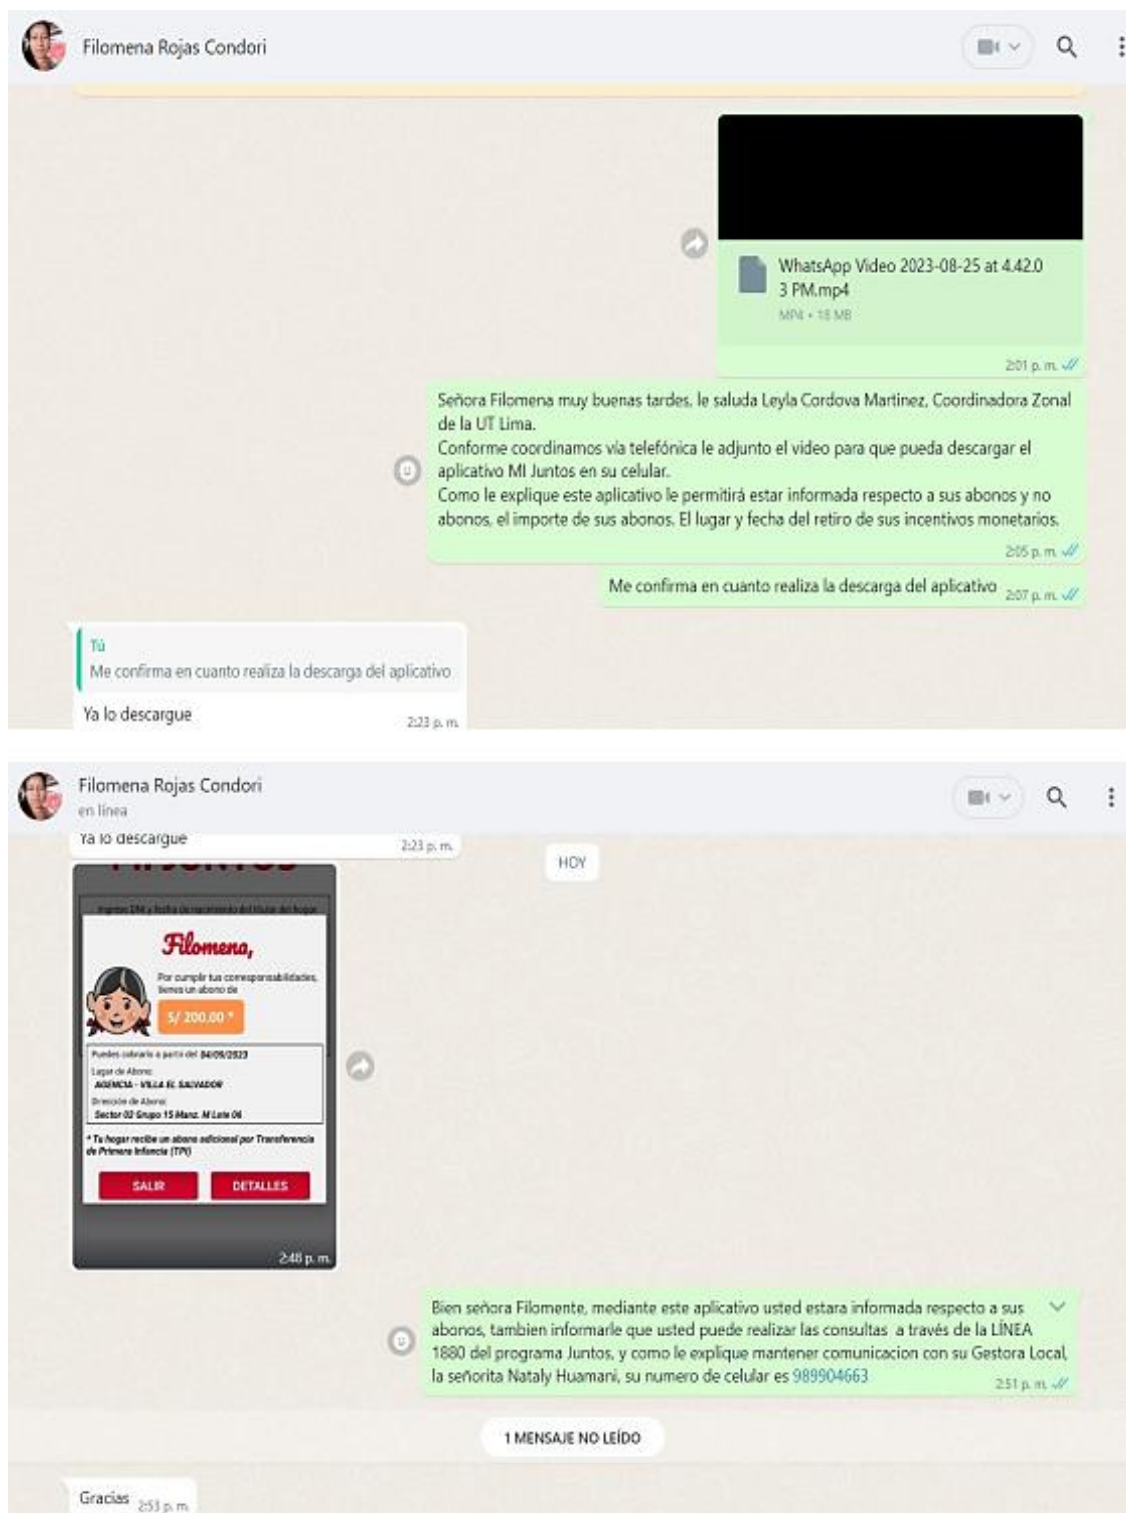 Filomena Rojas Condori
WhatsApp Video 2023-08-25 at 4.42.0
3 PM.mp4
MP4 • 18 MB
2:01 p. m.
Señora Filomena muy buenas tardes, le saluda Leyla Cordova Martinez, Coordinadora Zonal
de la UT Lima.
Conforme coordinamos vía telefónica le adjunto el video para que pueda descargar el
aplicativo MI Juntos en su celular.
Como le explique este aplicativo le permitirá estar informada respecto a sus abonos y no
abonos, el importe de sus abonos. El lugar y fecha del retiro de sus incentivos monetarios.
2:05 p. m.
Me confirma en cuanto realiza la descarga del aplicativo 2:07 p. m.
Tú
Me confirma en cuanto realiza la descarga del aplicativo
Ya lo descargue 2:23 p. m.
Filomena Rojas Condori
en línea
Ya lo descargue 2:23 p. m.
HOY
Ingrese DNI y fecha de nacimiento del titular del hogar
Filomena,
Por cumplir tus corresponsabilidades,
tienes un abono de
S/ 200.00 *
Puedes cobrarlo a partir del 04/09/2023
Lugar de Abono:
AGENCIA - VILLA EL SALVADOR
Dirección de Abono:
Sector 02 Grupo 15 Manz. M Lote 06
* Tu hogar recibe un abono adicional por Transferencia
de Primera Infancia (TPI)
SALIR DETALLES
2:48 p. m.
Bien señora Filomente, mediante este aplicativo usted estara informada respecto a sus
abonos, tambien informarle que usted puede realizar las consultas a través de la LÍNEA
1880 del programa Juntos, y como le explique mantener comunicacion con su Gestora Local,
la señorita Nataly Huamani, su numero de celular es 989904663 2:51 p. m.
1 MENSAJE NO LEÍDO
Gracias 2:53 p. m.